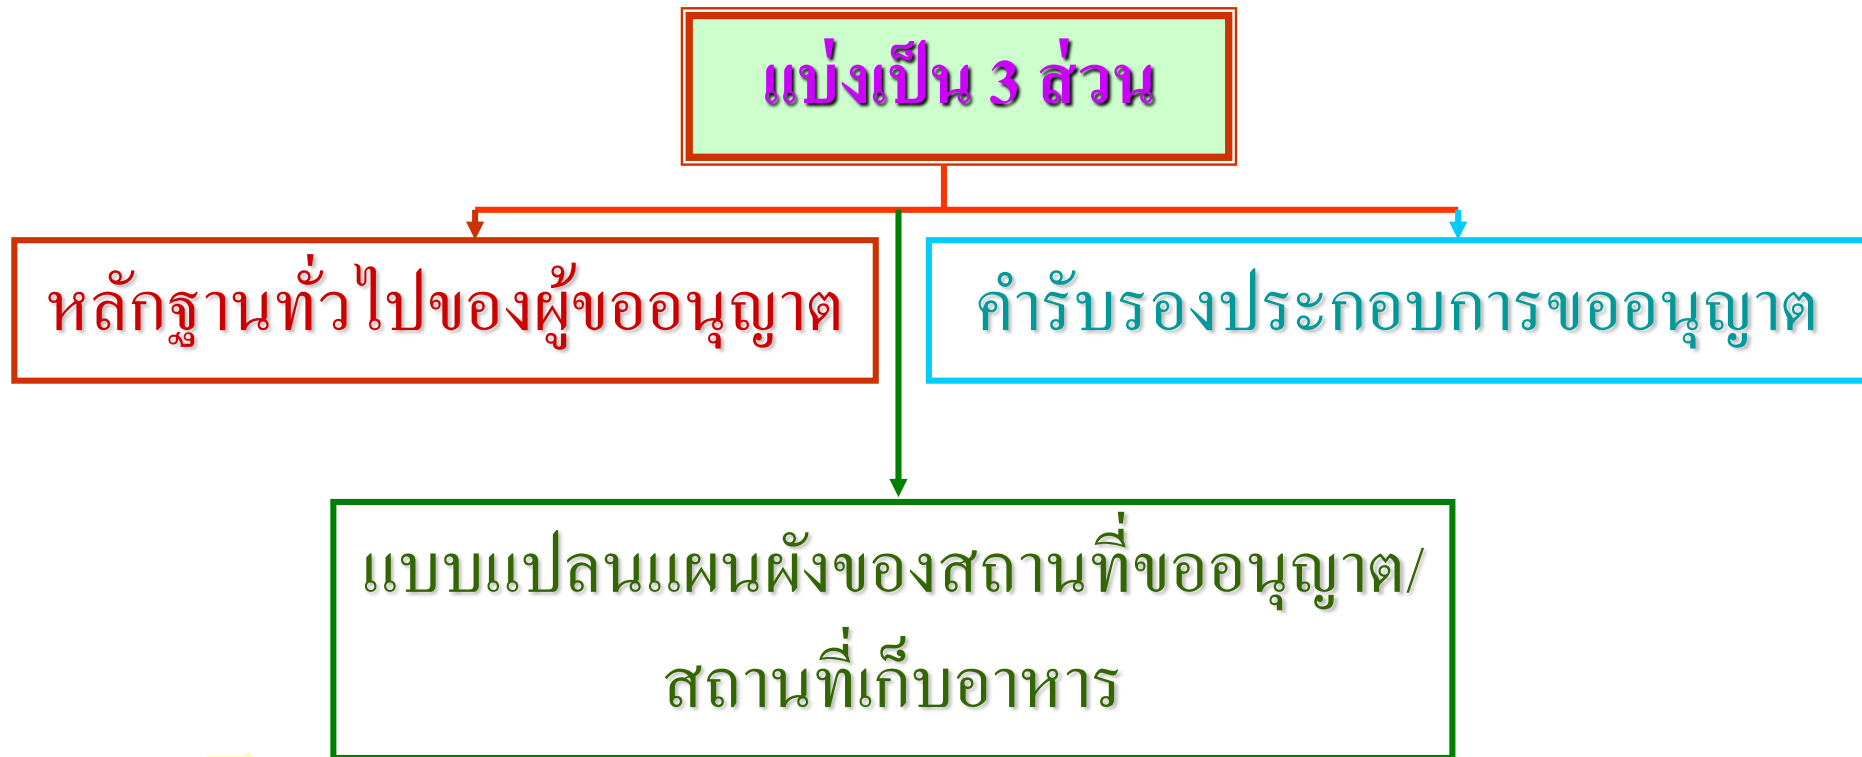 แบ่งเป็น 3 ส่วน
หลักฐานทั่วไปของผู้ขออนุญาต
คำรับรองประกอบการขออนุญาต
แบบแปลนแผนผังของสถานที่ขออนุญาต/
สถานที่เก็บอาหาร